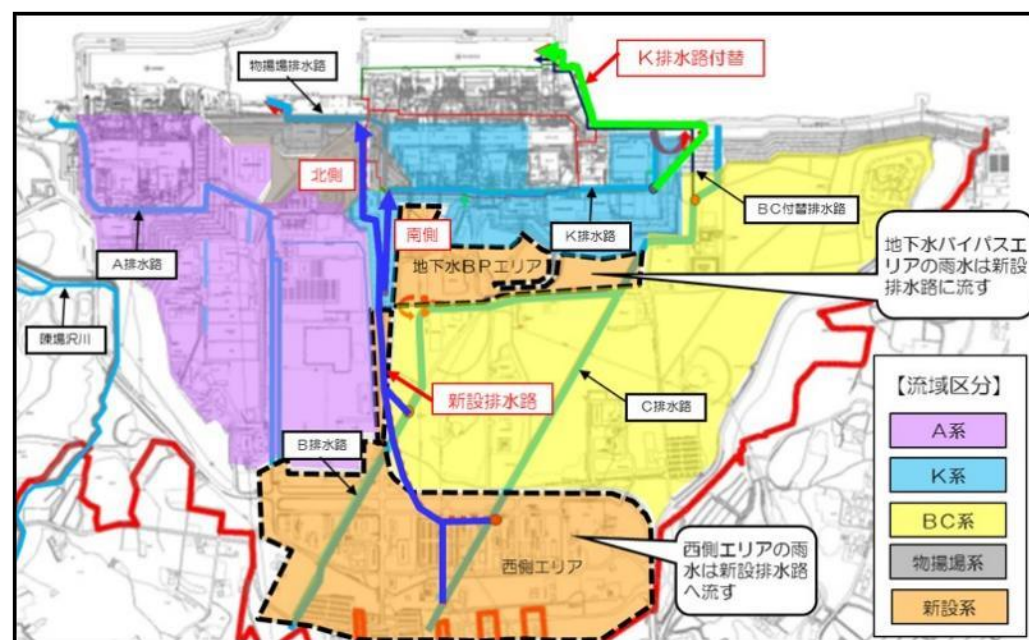 物揚場排水路
K排水路付替
北側
BC付替排水路
南側
K排水路
地下水BPエリア
A排水路
地下水バイパスエ
リアの雨水は新設
排水路に流す
陳場沢川
新設排水路
C排水路
B排水路
西側エリア
西側エリアの雨
水は新設排水路
へ流す
【流域区分】
A系
K系
BC系
物揚場系
新設系